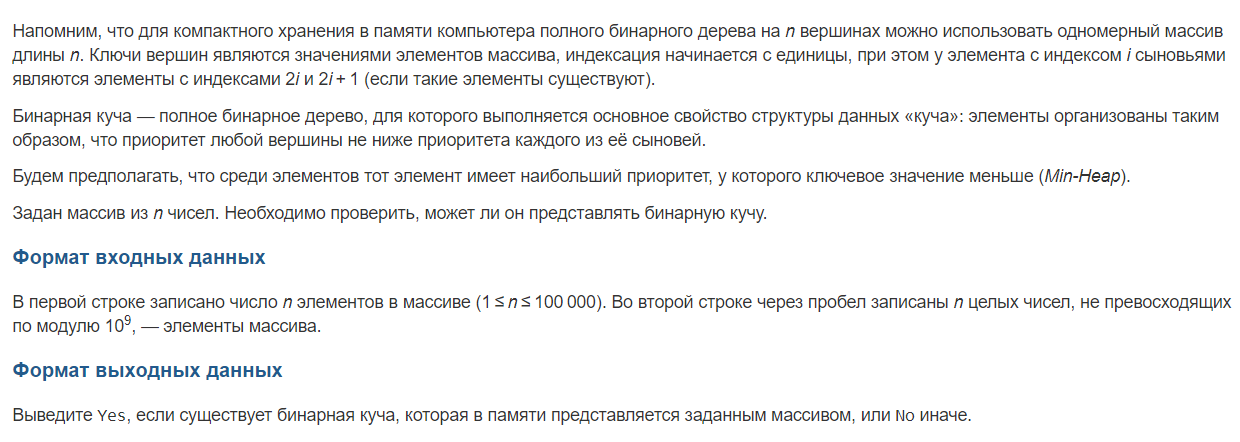 Напомним, что для компактного хранения в памяти компьютера полного бинарного дерева на n вершинах можно использовать одномерный массив
длины n. Ключи вершин являются значениями элементов массива, индексация начинается с единицы, при этом у элемента с индексом i сыновьями
являются элементы с индексами 2i и 2i + 1 (если такие элементы существуют).
Бинарная куча — полное бинарное дерево, для которого выполняется основное свойство структуры данных «куча»: элементы организованы таким
образом, что приоритет любой вершины не ниже приоритета каждого из её сыновей.
Будем предполагать, что среди элементов тот элемент имеет наибольший приоритет, у которого ключевое значение меньше (Min-Heap).
Задан массив из n чисел. Необходимо проверить, может ли он представлять бинарную кучу.
Формат входных данных
В первой строке записано число n элементов в массиве (1 ≤ n ≤ 100 000). Во второй строке через пробел записаны n целых чисел, не превосходящих
по модулю 10⁹, — элементы массива.
Формат выходных данных
Выведите Yes, если существует бинарная куча, которая в памяти представляется заданным массивом, или No иначе.